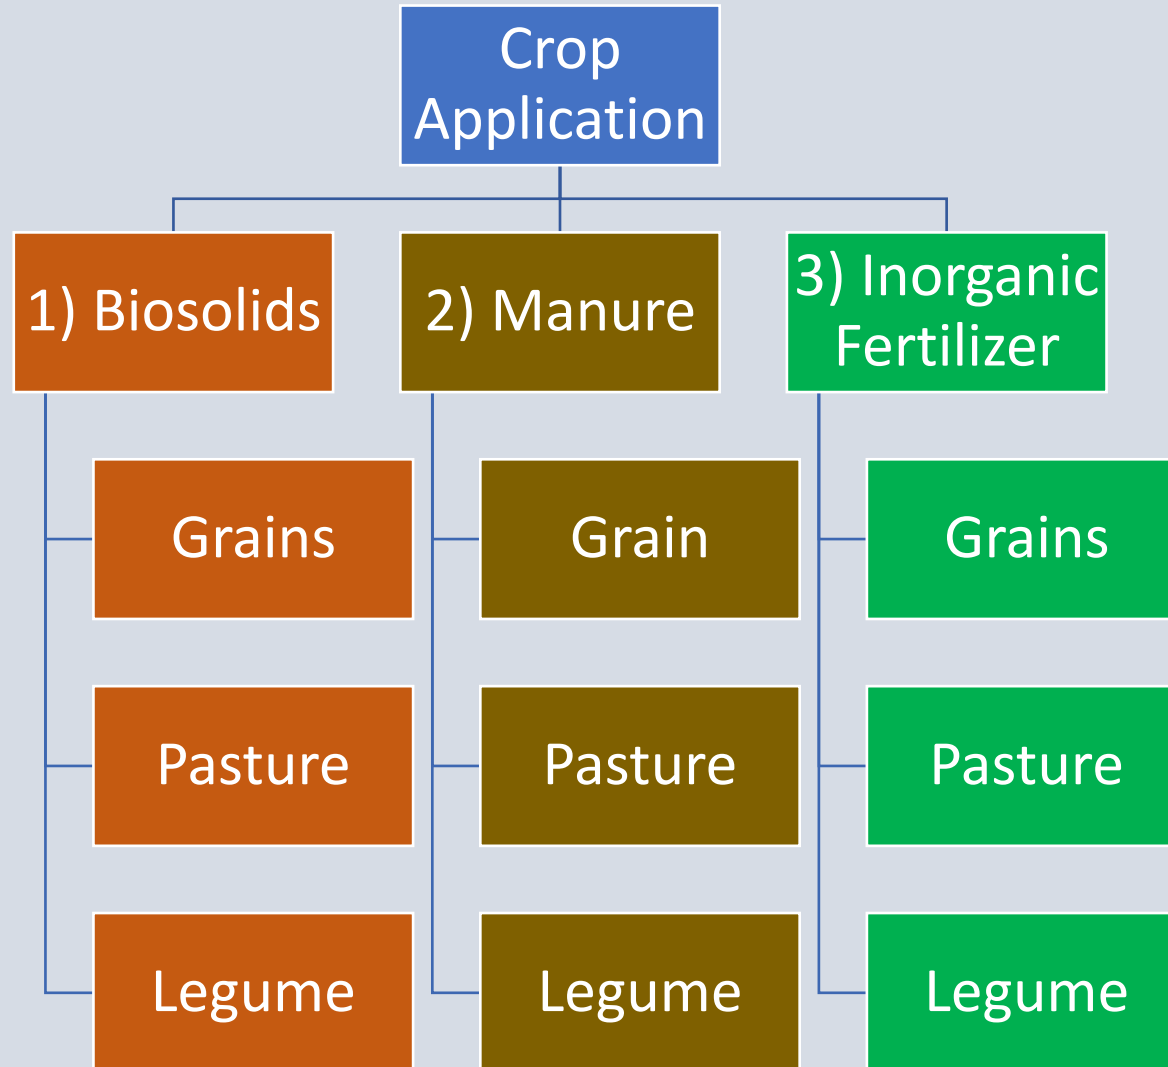 Crop
Application
1) Biosolids
2) Manure
3) Inorganic
Fertilizer
Grains
Grain
Grains
Pasture
Pasture
Pasture
Legume
Legume
Legume